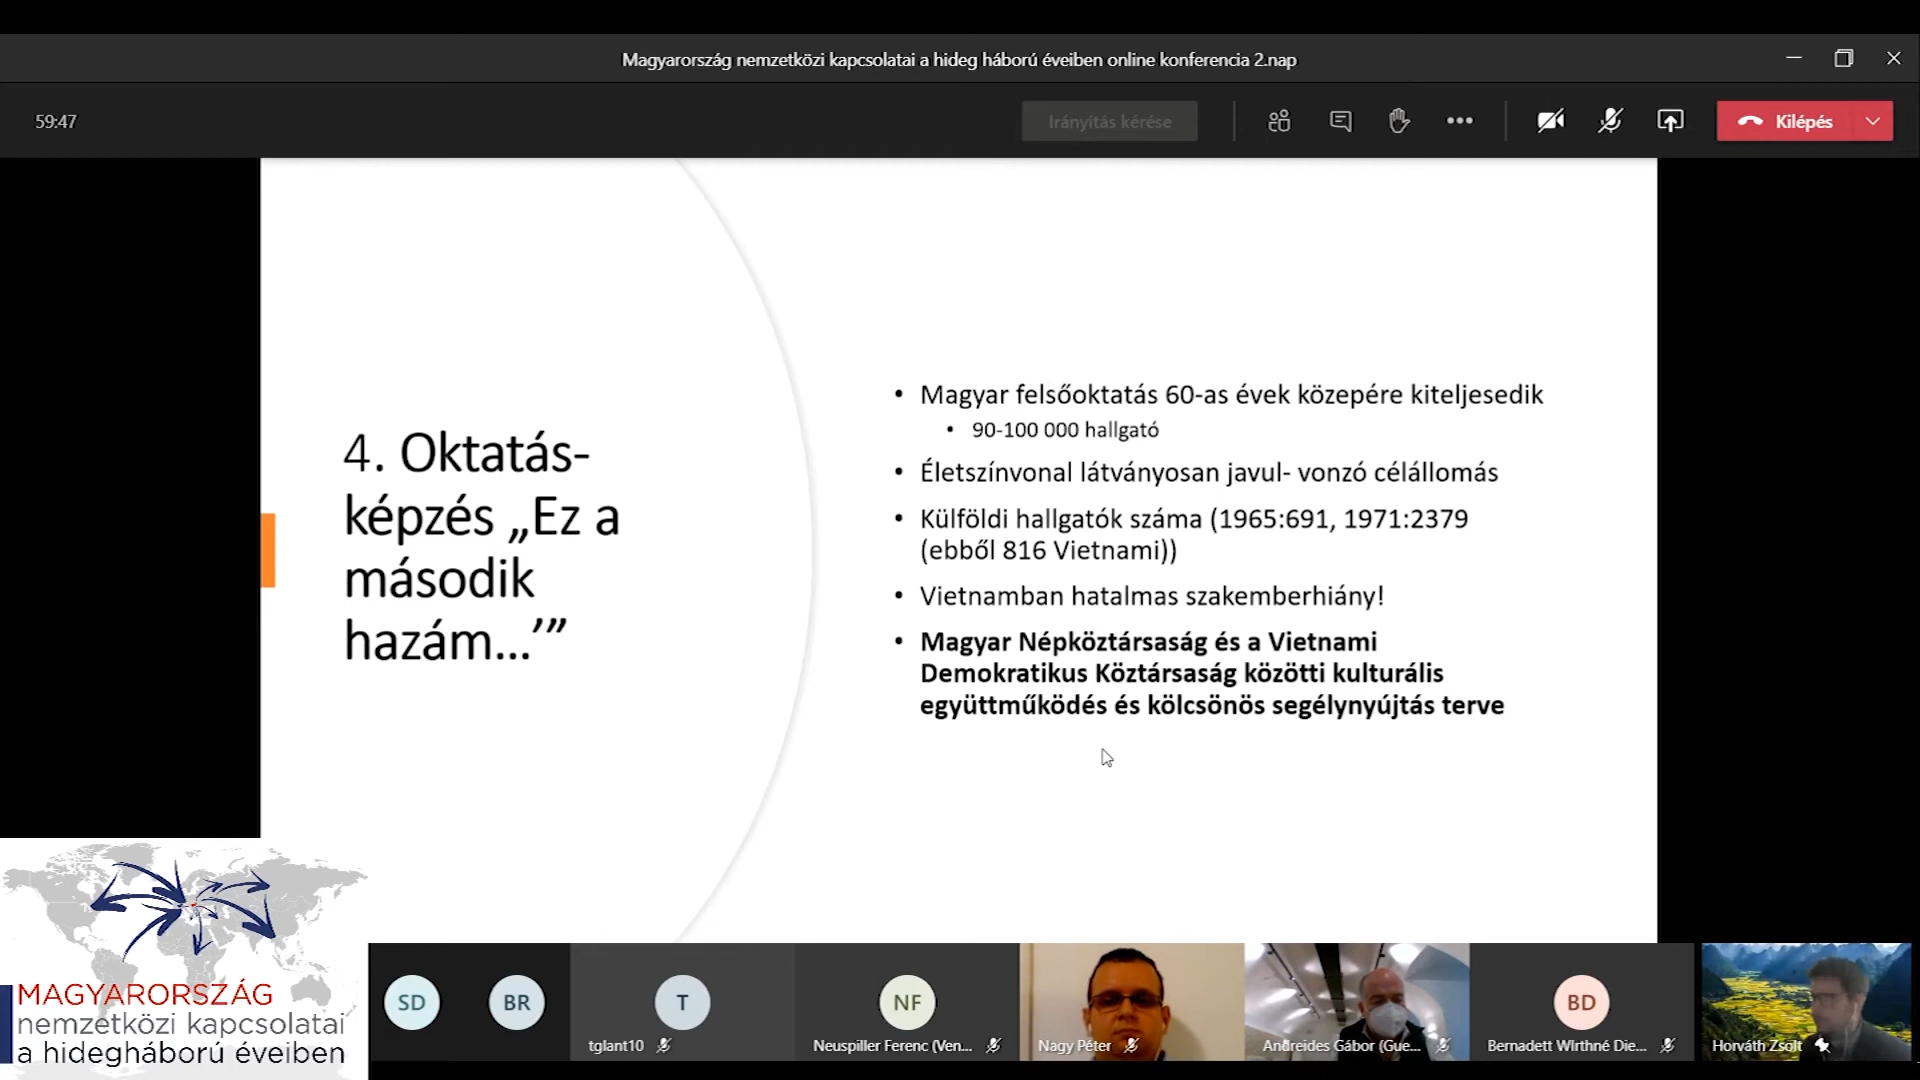 Magyarország nemzetközi kapcsolatai a hideg háború éveiben online konferencia 2.nap
59:47
Irányítás kérése
Kilépés
4. Oktatás-
képzés „Ez a
második
hazám...’”
• Magyar felsőoktatás 60-as évek közepére kiteljesedik
• 90-100 000 hallgató
• Életszínvonal látványosan javul- vonzó célállomás
• Külföldi hallgatók száma (1965:691, 1971:2379
(ebből 816 Vietnami))
• Vietnamban hatalmas szakemberhiány!
• Magyar Népköztársaság és a Vietnami
Demokratikus Köztársaság közötti kulturális
együttműködés és kölcsönös segélynyújtás terve
MAGYARORSZÁG
nemzetközi kapcsolatai
a hidegháború éveiben
SD
BR
T
tglant10
NF
Neuspiller Ferenc (Ven...
Nagy Péter
Andreides Gábor (Gue...
BD
Bernadett WIrthné Die...
Horváth Zsolt